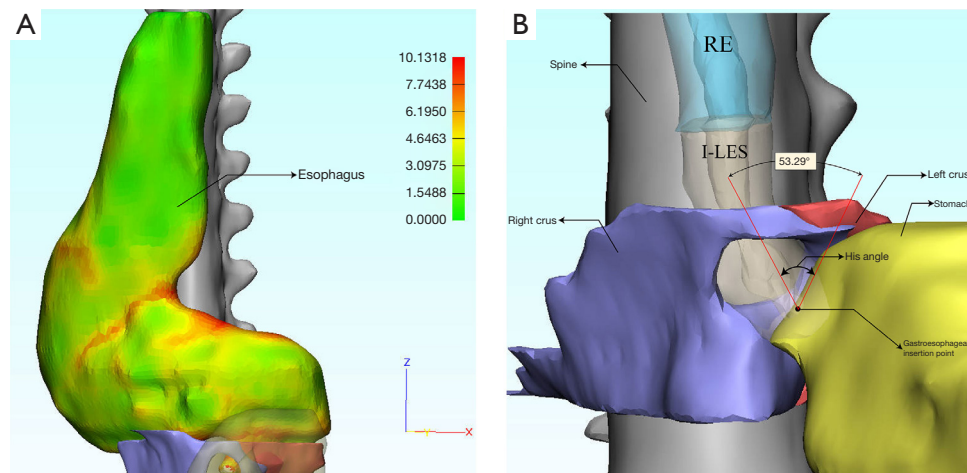 A
10.1318
7.7430
6.1950
4.6463
3.0975
1.5488
0.0000
Esophagus
Z
Y
X
B
RE
Spine
I-LES
53.29°
Left crus
Stomach
Right crus
His angle
Gastroesophageal
insertion point